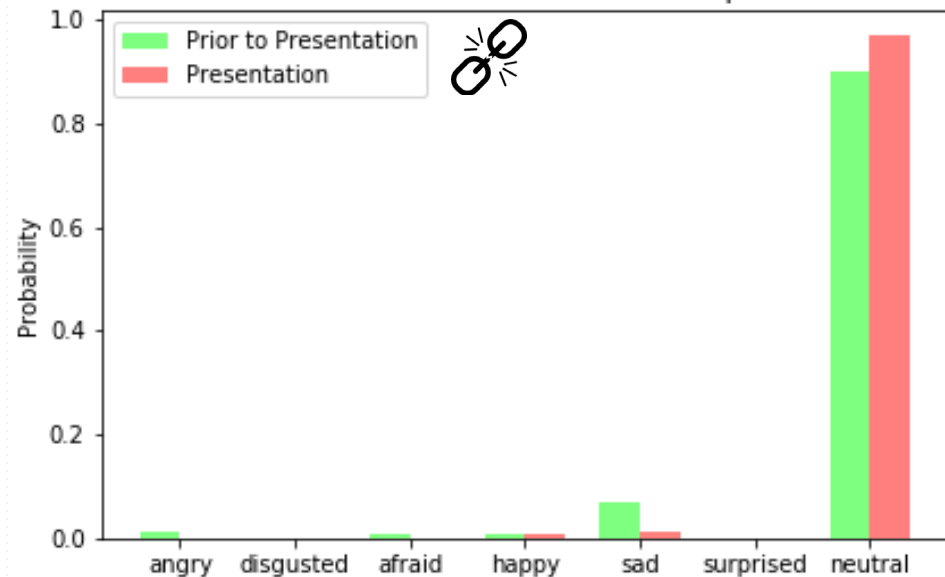 1.0
Prior to Presentation
Presentation
0.8
0.6
0.4
0.2
0.0
Probability
angry disgusted afraid happy sad surprised neutral